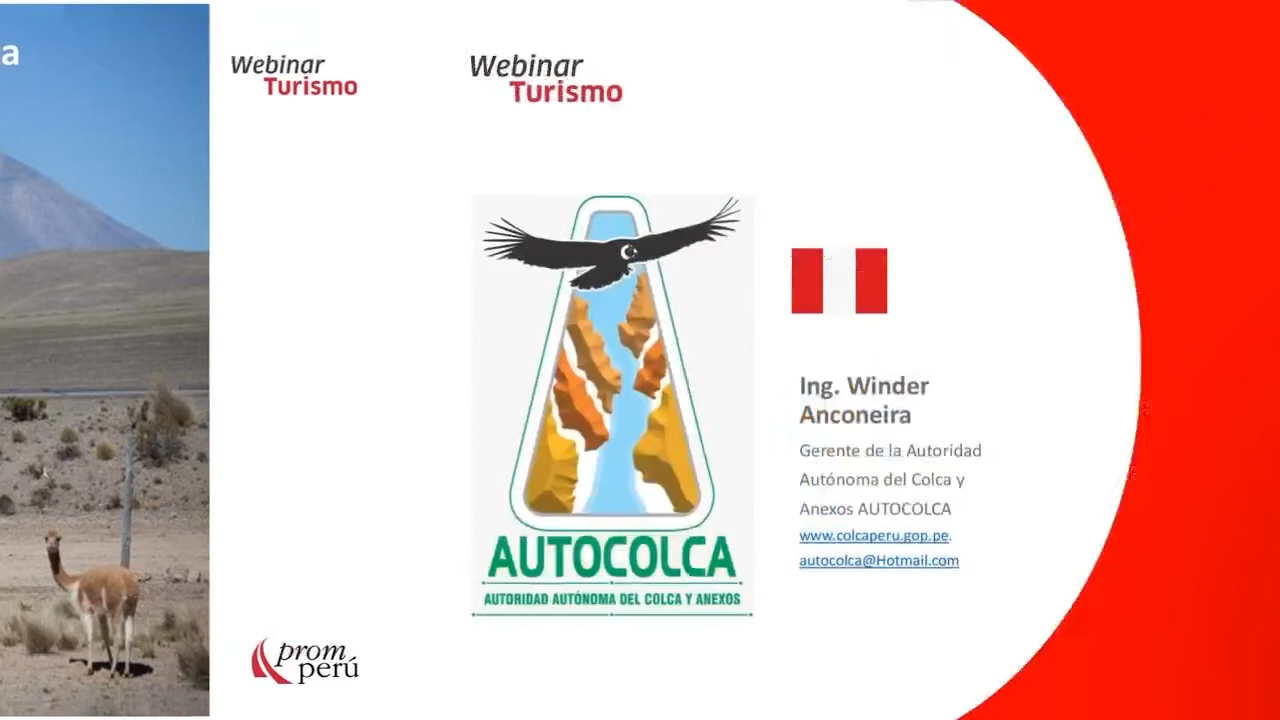 a
Webinar
Turismo
prom
perú
Webinar
Turismo
AUTOCOLCA
AUTORIDAD AUTÓNOMA DEL COLCA Y ANEXOS
Ing. Winder
Anconeira
Gerente de la Autoridad
Autónoma del Colca y
Anexos AUTOCOLCA
www.colcaperu.gop.pe.
autocolca@Hotmail.com